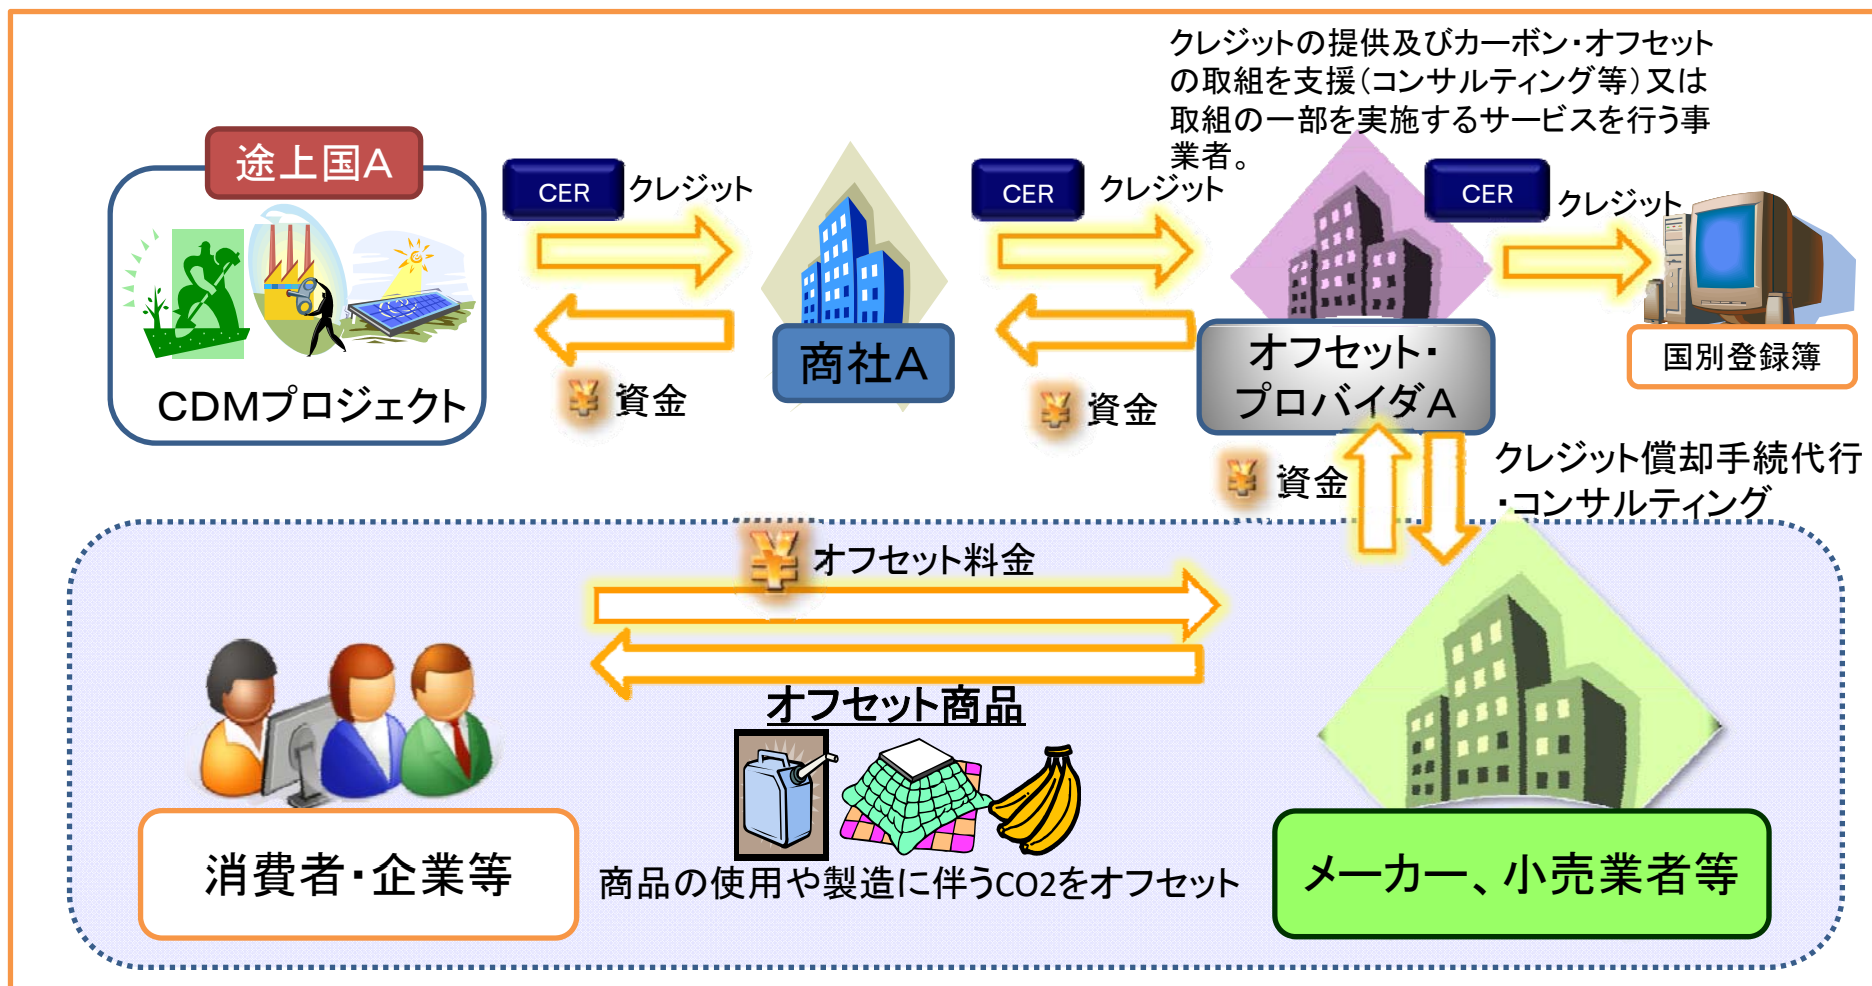 クレジットの提供及びカーボン・オフセット
の取組を支援(コンサルティング等)又は
取組の一部を実施するサービスを行う事
業者。
途上国A
CER
クレジット
CER
クレジット
CER
クレジット
CDMプロジェクト
商社A
オフセット・
プロバイダA
国別登録簿
¥
資金
¥
資金
¥
資金
クレジット償却手続代行
・コンサルティング
¥
オフセット料金
オフセット商品
商品の使用や製造に伴うCO2をオフセット
消費者・企業等
メーカー、小売業者等